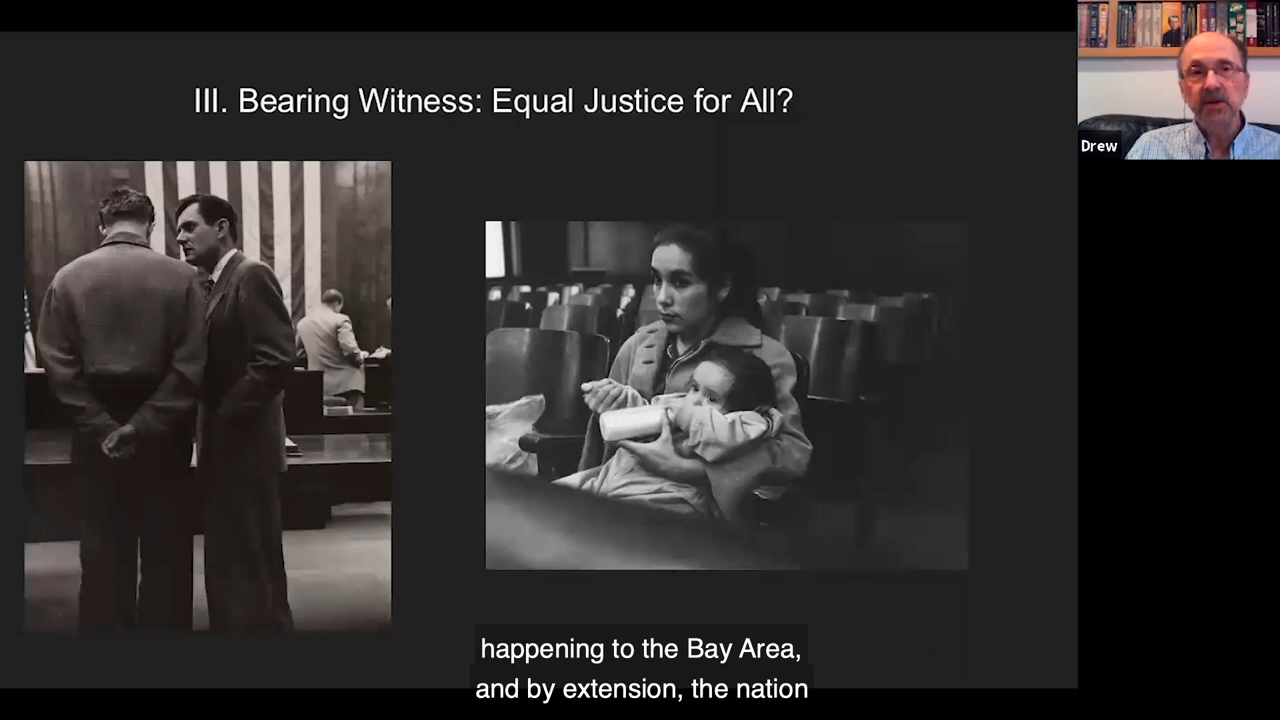 III. Bearing Witness: Equal Justice for All?
Drew
happening to the Bay Area,
and by extension, the nation